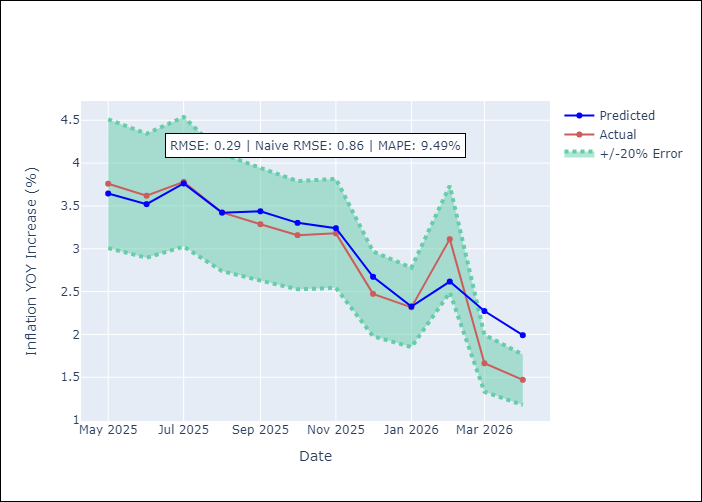 Predicted
Actual
+/-20% Error
RMSE: 0.29 | Naive RMSE: 0.86 | MAPE: 9.49%
Inflation YOY Increase (%)
4.5
4
3.5
3
2.5
2
1.5
1
May 2025
Jul 2025
Sep 2025
Nov 2025
Jan 2026
Mar 2026
Date